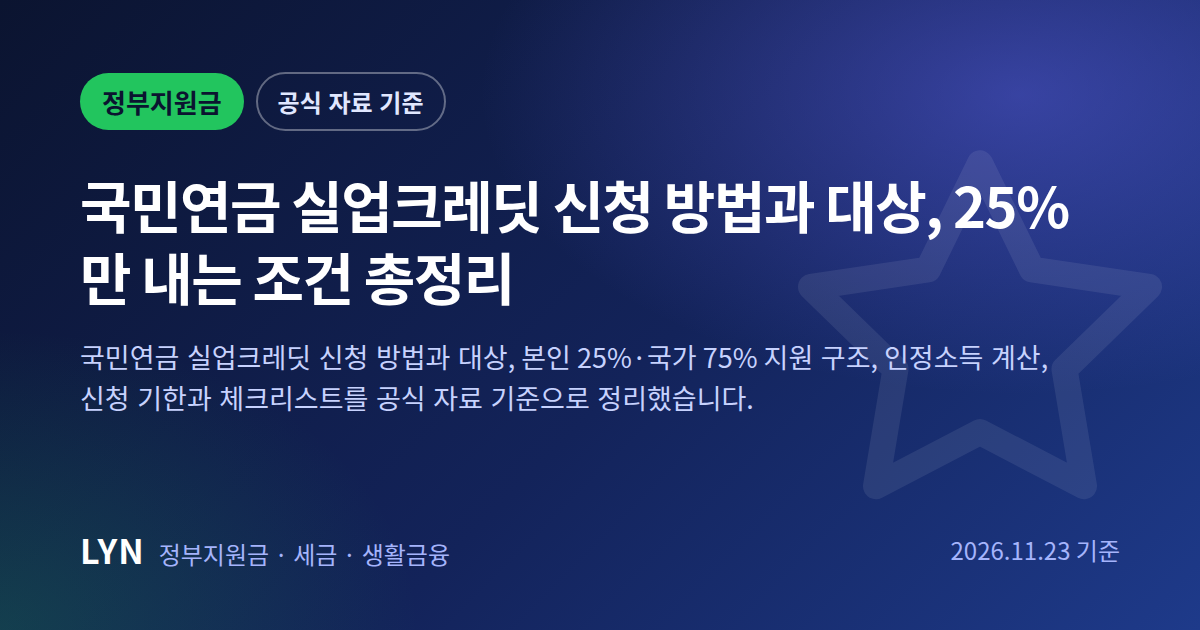 정부지원금
공식 자료 기준
국민연금 실업크레딧 신청 방법과 대상, 25%
만 내는 조건 총정리
국민연금 실업크레딧 신청 방법과 대상, 본인 25%·국가 75% 지원 구조, 인정소득 계산,
신청 기한과 체크리스트를 공식 자료 기준으로 정리했습니다.
LYN 정부지원금 · 세금 · 생활금융
2026.11.23 기준